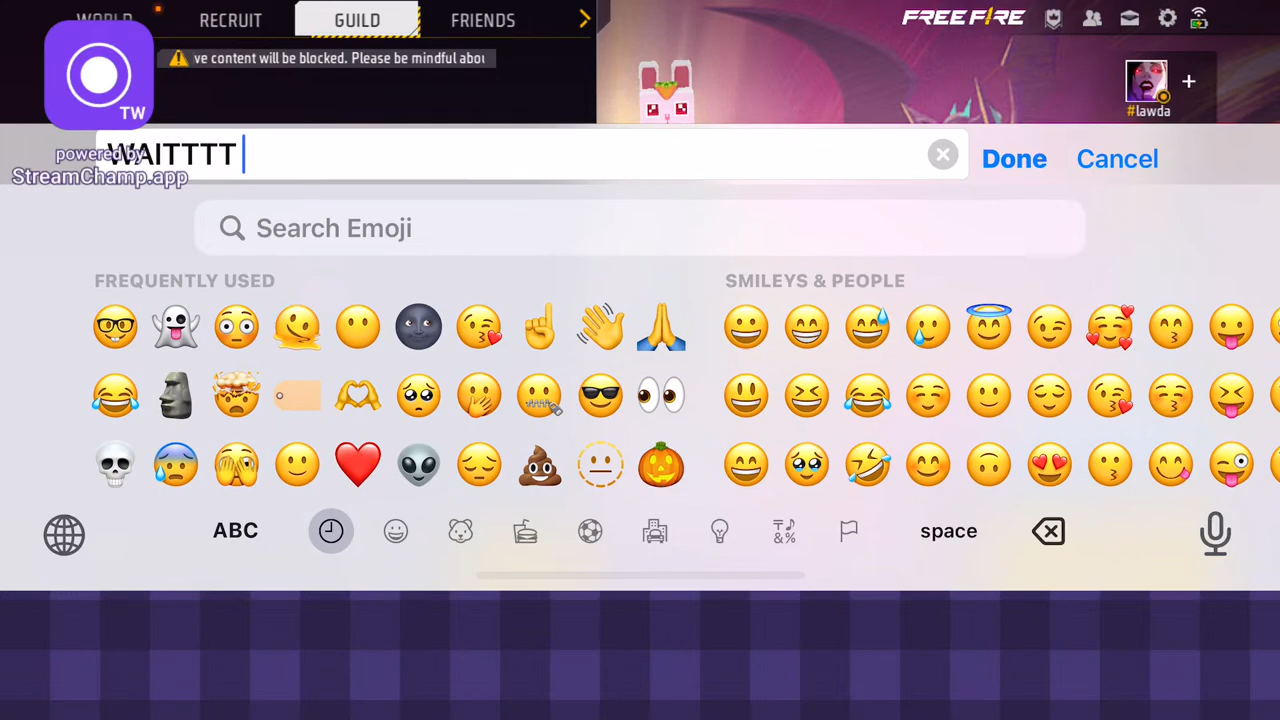 WORLD RECRUIT GUILD FRIENDS
FREE FIRE
ve content will be blocked. Please be mindful abou
TW
#lawda
powered by
StreamChamp.app
WAITTTT
Done Cancel
Search Emoji
FREQUENTLY USED SMILEYS & PEOPLE
ABC space